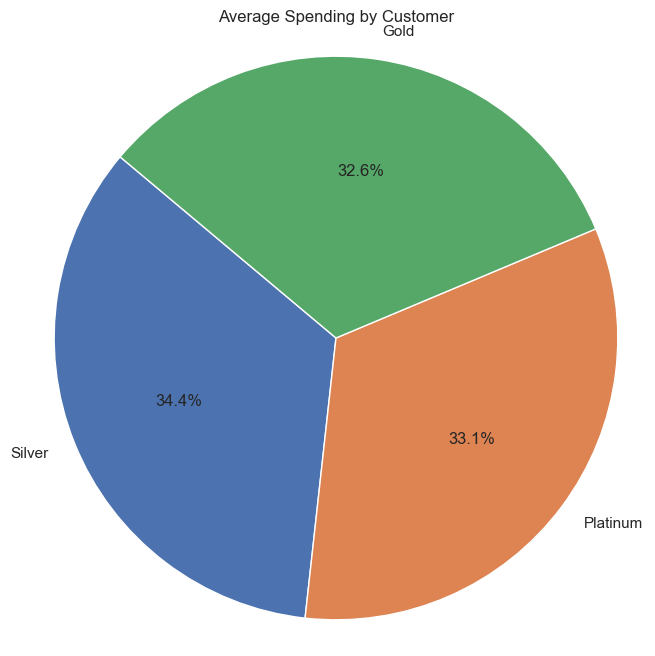 Average Spending by Customer
Gold
32.6%
34.4%
33.1%
Silver
Platinum